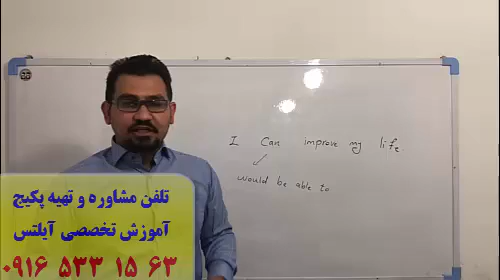 I can improve my life
would be able to
تلفن مشاوره و تهیه پکیج
آموزش تخصصی آیلتس
۰۹۱۶ ۵۳۳ ۱۵ ۶۳